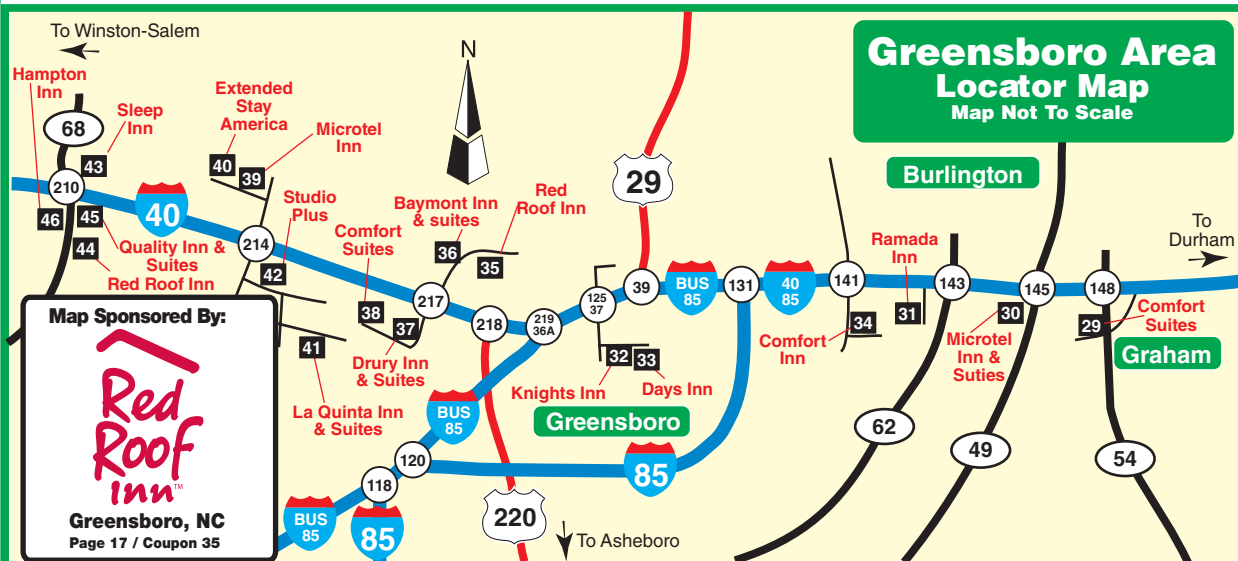 To Winston-Salem
N
Greensboro Area
Locator Map
Map Not To Scale
Hampton
Inn
68
Sleep
Inn
Extended
Stay
America
Microtel
Inn
29
Burlington
43
40
39
210
46
45
40
44
Quality Inn &
Suites
Red Roof Inn
214
Studio
Plus
42
Comfort
Suites
Baymont Inn
& suites
Red
Roof Inn
36
35
To
Durham
Ramada
Inn
38
37
217
218
219
36A
125
37
39
BUS
85
131
40
85
141
143
145
148
41
Drury Inn
& Suites
La Quinta Inn
& Suites
32
33
Knights Inn
Days Inn
Greensboro
34
Comfort
Inn
31
30
Microtel
Inn &
Suties
29
Comfort
Suites
Graham
BUS
85
120
118
85
BUS
85
85
220
To Asheboro
62
49
54
Map Sponsored By:
Red
Roof
Inn™
Greensboro, NC
Page 17 / Coupon 35